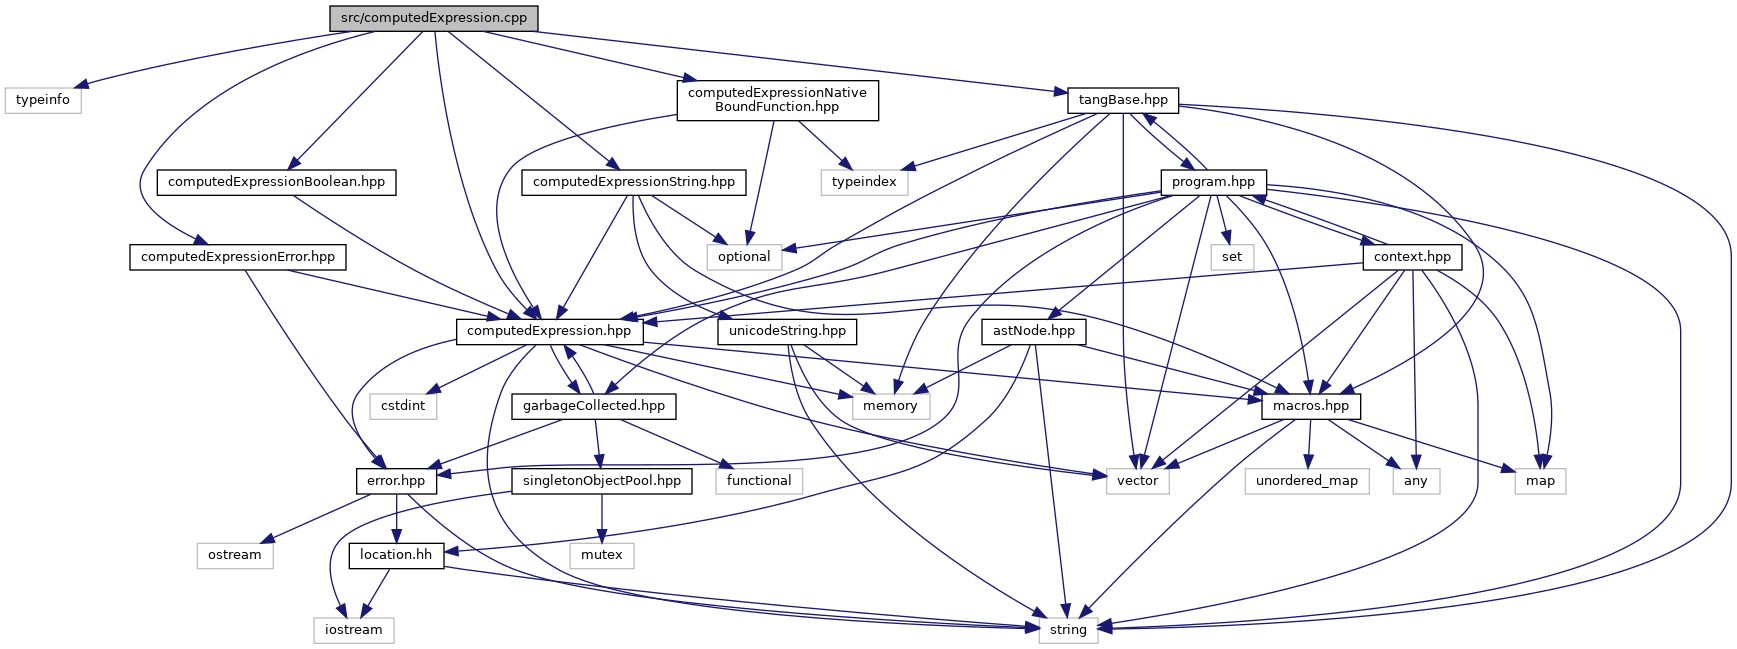 src/computedExpression.cpp
typeinfo
computedExpressionNative
BoundFunction.hpp
tangBase.hpp
computedExpressionBoolean.hpp
computedExpressionString.hpp
typeindex
program.hpp
computedExpressionError.hpp
optional
set
context.hpp
computedExpression.hpp
unicodeString.hpp
astNode.hpp
cstdint
garbageCollected.hpp
memory
macros.hpp
error.hpp
singletonObjectPool.hpp
functional
vector
unordered_map
any
map
ostream
location.hh
mutex
iostream
string